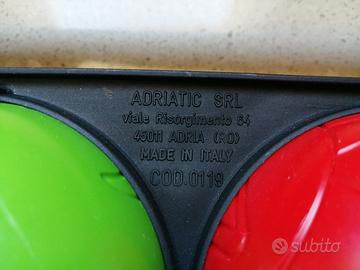 ADRIATIC SRL
viale Risorgimento 64
45011 ADRIA (RO)
MADE IN ITALY
COD.0119
subito